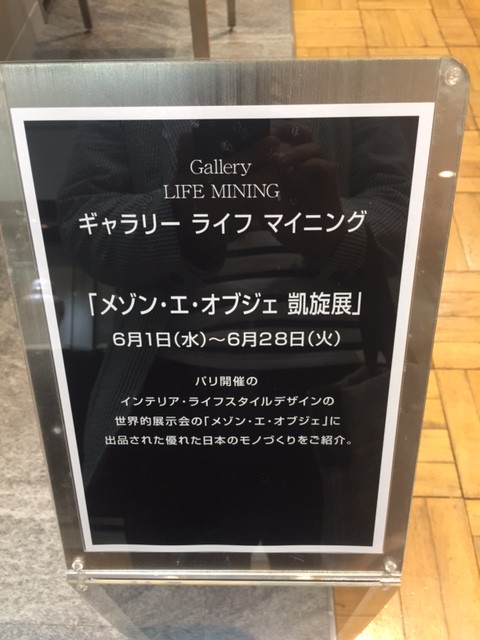 Gallery
LIFE MINING
ギャラリー ライフ マイニング
「メゾン・エ・オブジェ 凱旋展」
6月1日(水)～6月28日(火)
パリ開催の
インテリア・ライフスタイルデザインの
世界的展示会の「メゾン・エ・オブジェ」に
出品された優れた日本のモノづくりをご紹介。